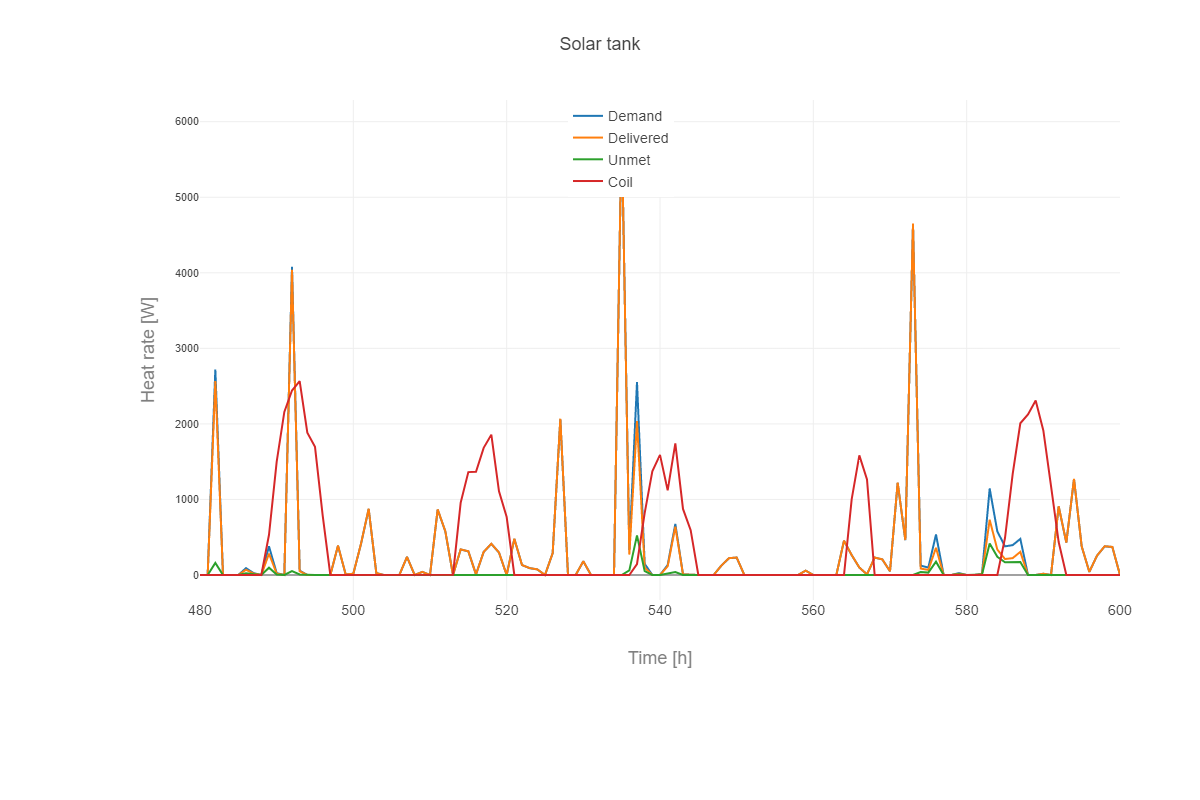 Solar tank
Demand
Delivered
Unmet
Coil
6000
5000
4000
3000
2000
1000
0
Heat rate [W]
480 500 520 540 560 580 600
Time [h]